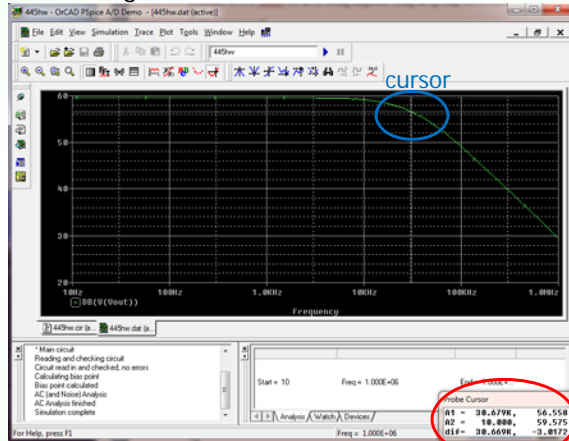 445hw - OrCAD PSpice A/D Demo - [445hw.dat (active)]
File Edit View Simulation Trace Plot Tools Window Help
445hw
cursor
60
50
40
30
20
10Hz 100Hz 1.0KHz 10KHz 100KHz 1.0MHz
DB(V(Vout))
Frequency
445hw cir (a... 445hw dat (a...
* Main circuit
Reading and checking circuit
Circuit read in and checked, no errors
Calculating bias point
Bias point calculated
AC (and Noise) Analysis
AC Analysis finished
Simulation complete
Start = 10 Freq = 1.000E+06 End = 1.000E+...
Analysis Watch Devices
Probe Cursor
A1 = 30.679K, 56.558
A2 = 10.000, 59.575
dif= 30.669K, -3.0172
For Help, press F1 Freq = 1.000E+06